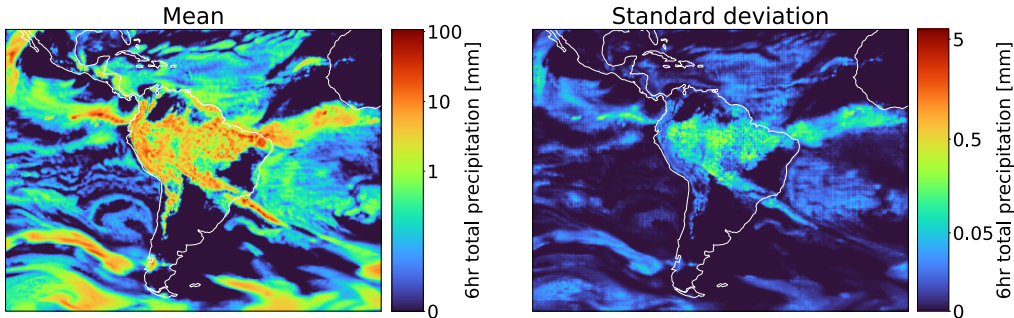 Mean
100
10
1
0
6hr total precipitation [mm]
Standard deviation
5
0.5
0.05
0
6hr total precipitation [mm]